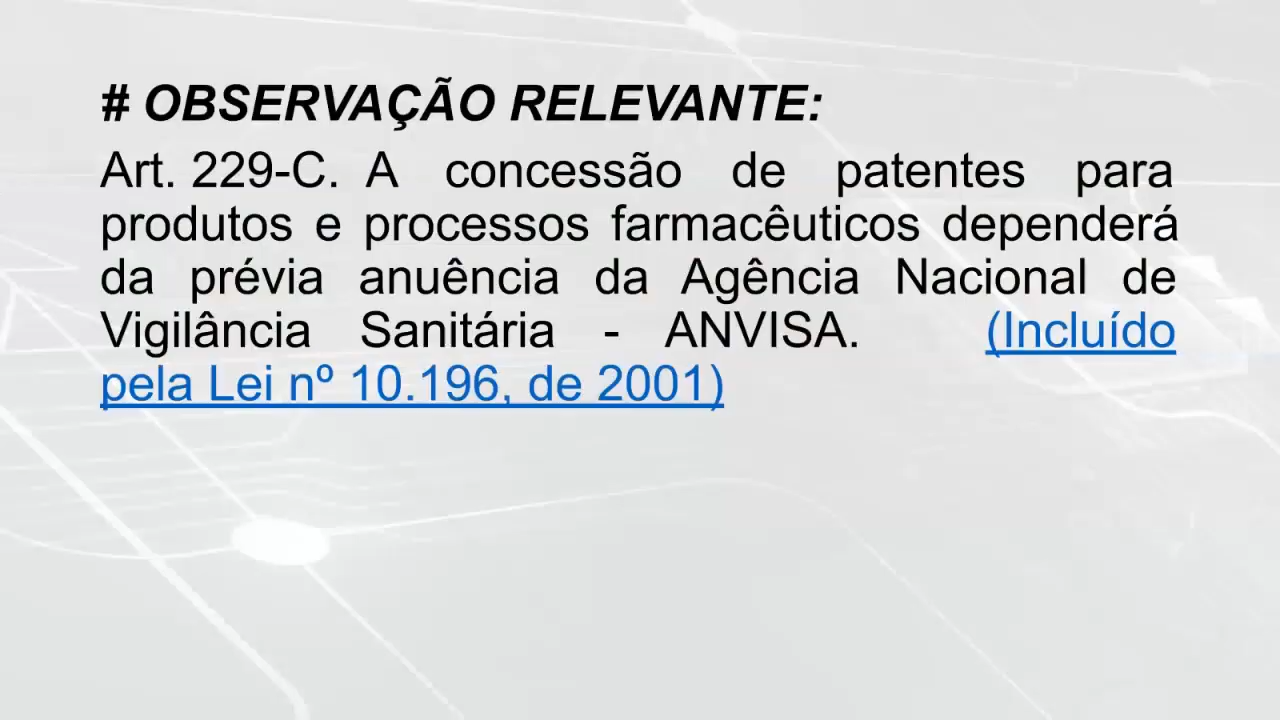 # OBSERVAÇÃO RELEVANTE:
Art. 229-C. A concessão de patentes para
produtos e processos farmacêuticos dependerá
da prévia anuência da Agência Nacional de
Vigilância Sanitária - ANVISA. (Incluído
pela Lei nº 10.196, de 2001)